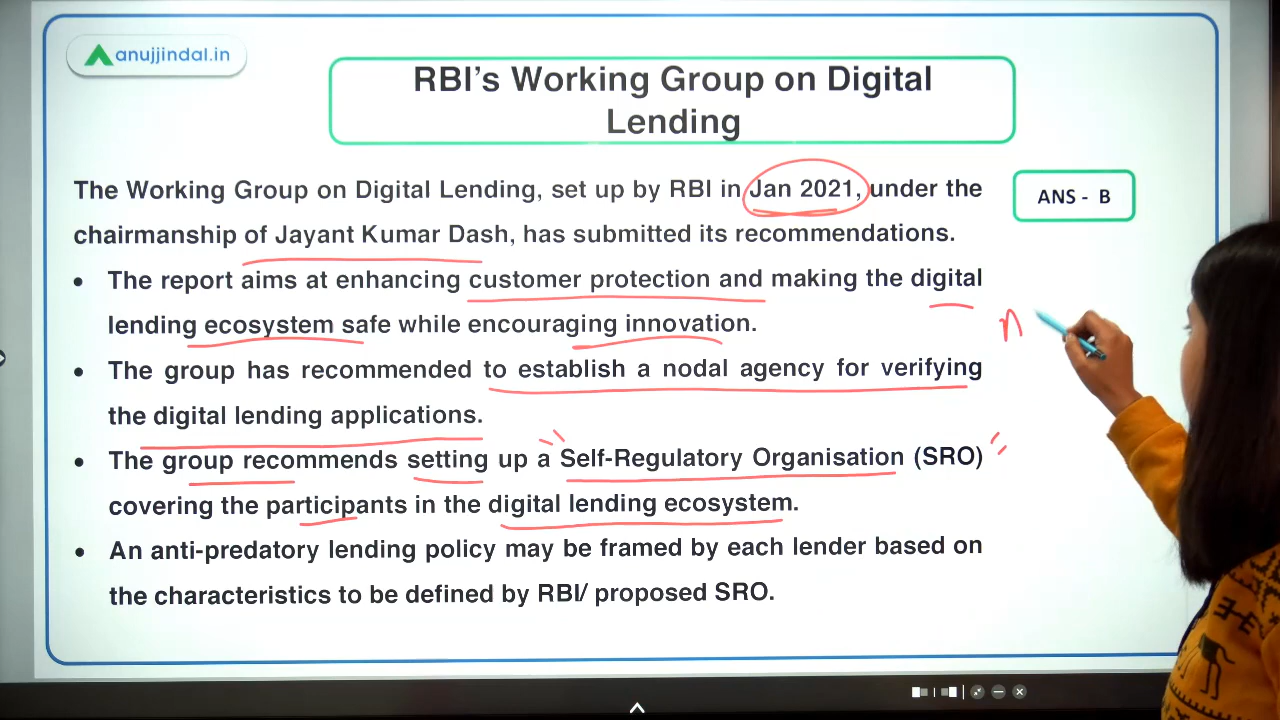 anujjindal.in
RBI’s Working Group on Digital
Lending
The Working Group on Digital Lending, set up by RBI in Jan 2021, under the
chairmanship of Jayant Kumar Dash, has submitted its recommendations.
ANS - B
• The report aims at enhancing customer protection and making the digital
lending ecosystem safe while encouraging innovation.
n
• The group has recommended to establish a nodal agency for verifying
the digital lending applications.
• The group recommends setting up a Self-Regulatory Organisation (SRO)
covering the participants in the digital lending ecosystem.
• An anti-predatory lending policy may be framed by each lender based on
the characteristics to be defined by RBI/ proposed SRO.